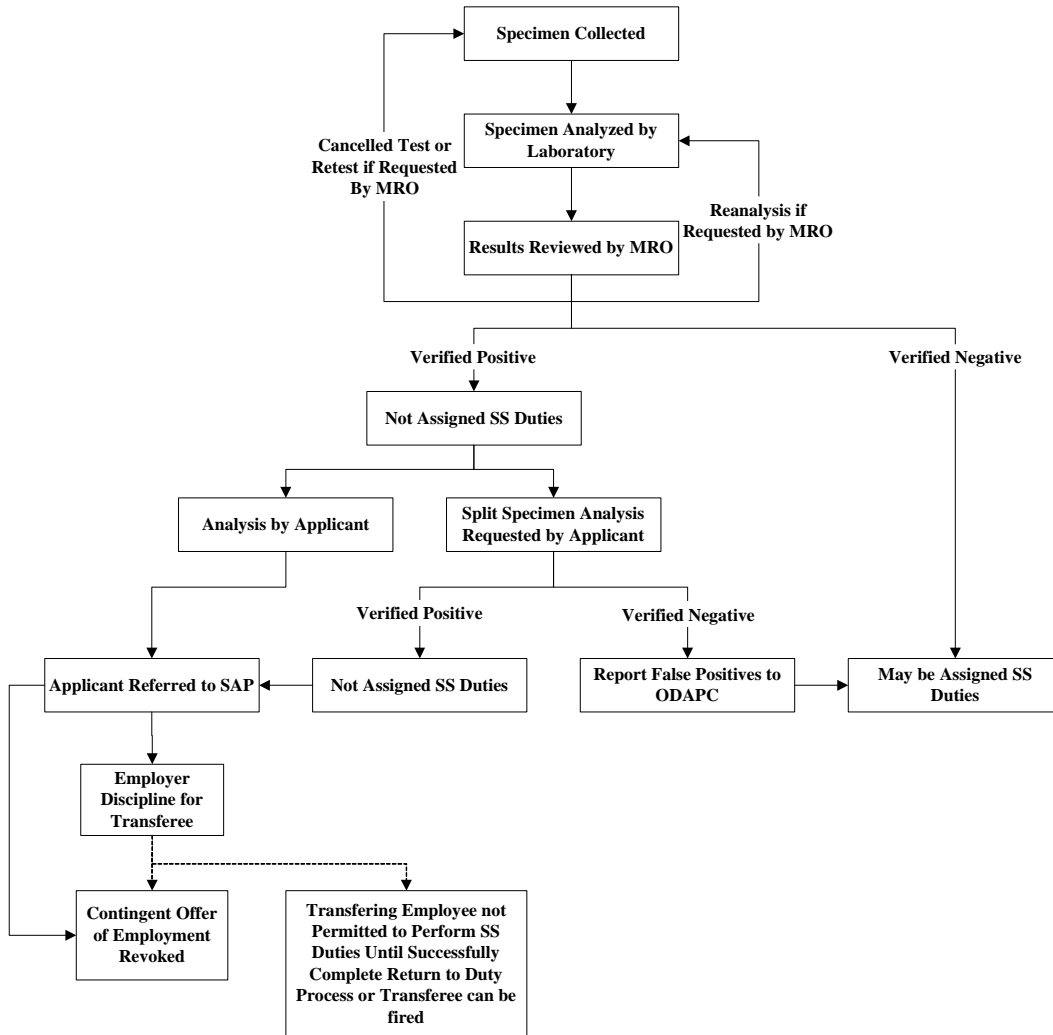 Specimen Collected
Specimen Analyzed by
Laboratory
Cancelled Test or
Retest if Requested
By MRO
Reanalysis if
Requested by MRO
Results Reviewed by MRO
Verified Positive
Verified Negative
Not Assigned SS Duties
Analysis by Applicant
Split Specimen Analysis
Requested by Applicant
Verified Positive
Verified Negative
Applicant Referred to SAP
Not Assigned SS Duties
Report False Positives to
ODAPC
May be Assigned SS
Duties
Employer
Discipline for
Transferee
Contingent Offer
of Employment
Revoked
Transfering Employee not
Permitted to Perform SS
Duties Until Successfully
Complete Return to Duty
Process or Transferee can be
fired